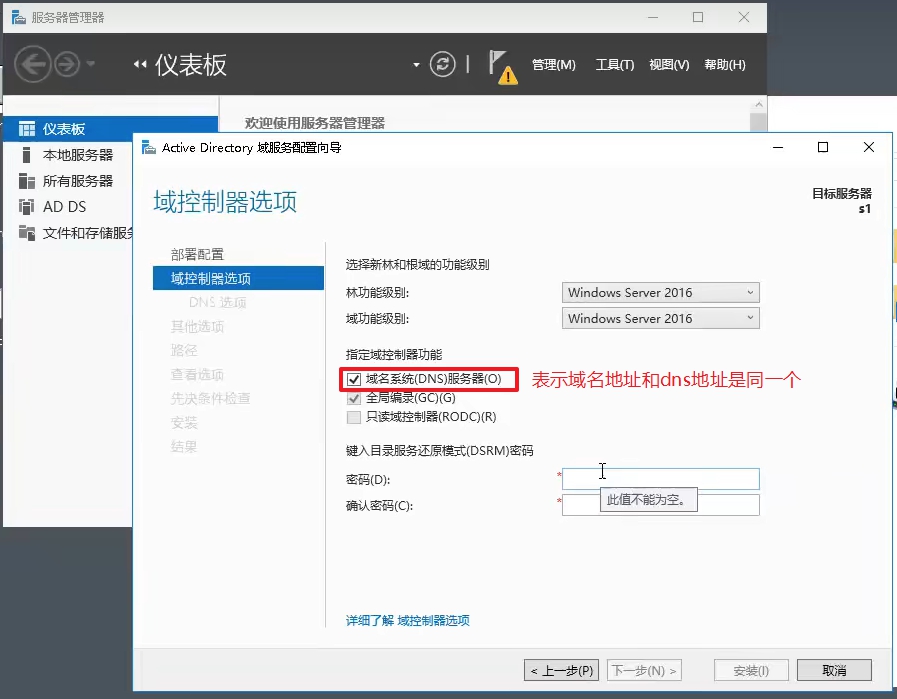 服务器管理器
仪表板
管理(M) 工具(T) 视图(V) 帮助(H)
仪表板
本地服务器
所有服务器
AD DS
文件和存储服务
欢迎使用服务器管理器
Active Directory 域服务配置向导
域控制器选项
目标服务器
s1
部署配置
域控制器选项
DNS 选项
其他选项
路径
查看选项
先决条件检查
安装
结果
选择新林和根域的功能级别
林功能级别: Windows Server 2016
域功能级别: Windows Server 2016
指定域控制器功能
域名系统(DNS)服务器(O) 表示域名地址和dns地址是同一个
全局编录(GC)(G)
只读域控制器(RODC)(R)
键入目录服务还原模式(DSRM)密码
密码(D): *
此值不能为空。
确认密码(C): *
详细了解 域控制器选项
< 上一步(P) 下一步(N) > 安装(I) 取消